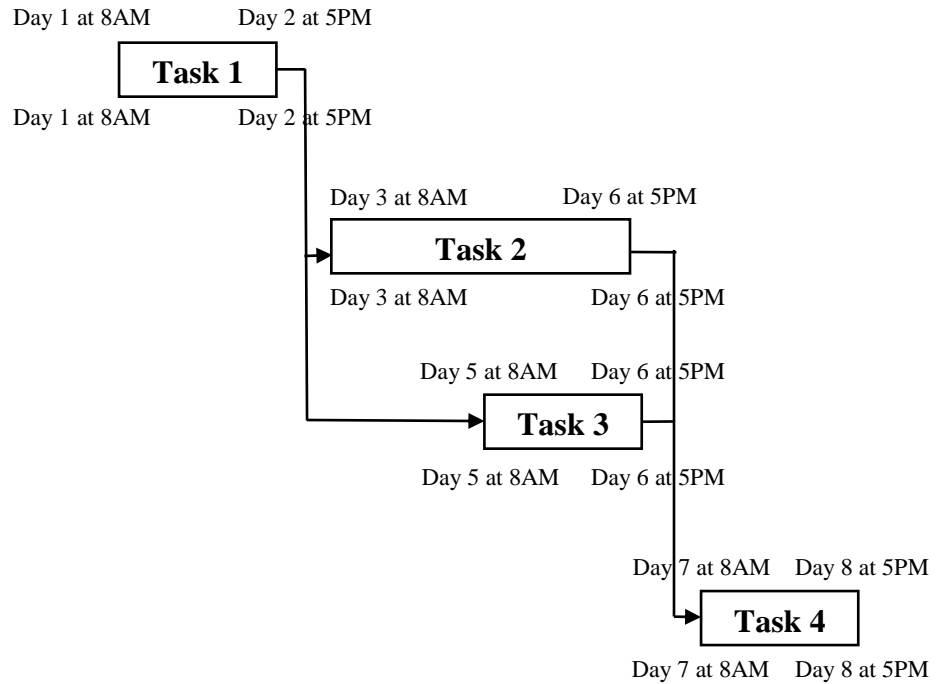 Day 1 at 8AM Day 2 at 5PM
Task 1
Day 1 at 8AM Day 2 at 5PM
Day 3 at 8AM Day 6 at 5PM
Task 2
Day 3 at 8AM Day 6 at 5PM
Day 5 at 8AM Day 6 at 5PM
Task 3
Day 5 at 8AM Day 6 at 5PM
Day 7 at 8AM Day 8 at 5PM
Task 4
Day 7 at 8AM Day 8 at 5PM